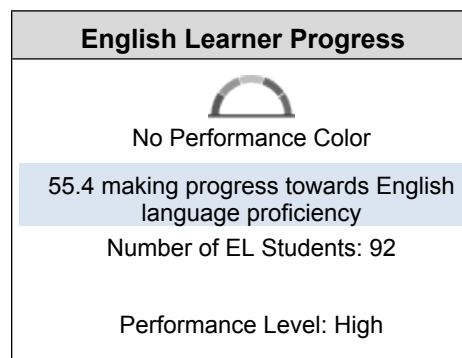 English Learner Progress
No Performance Color
55.4 making progress towards English
language proficiency
Number of EL Students: 92
Performance Level: High